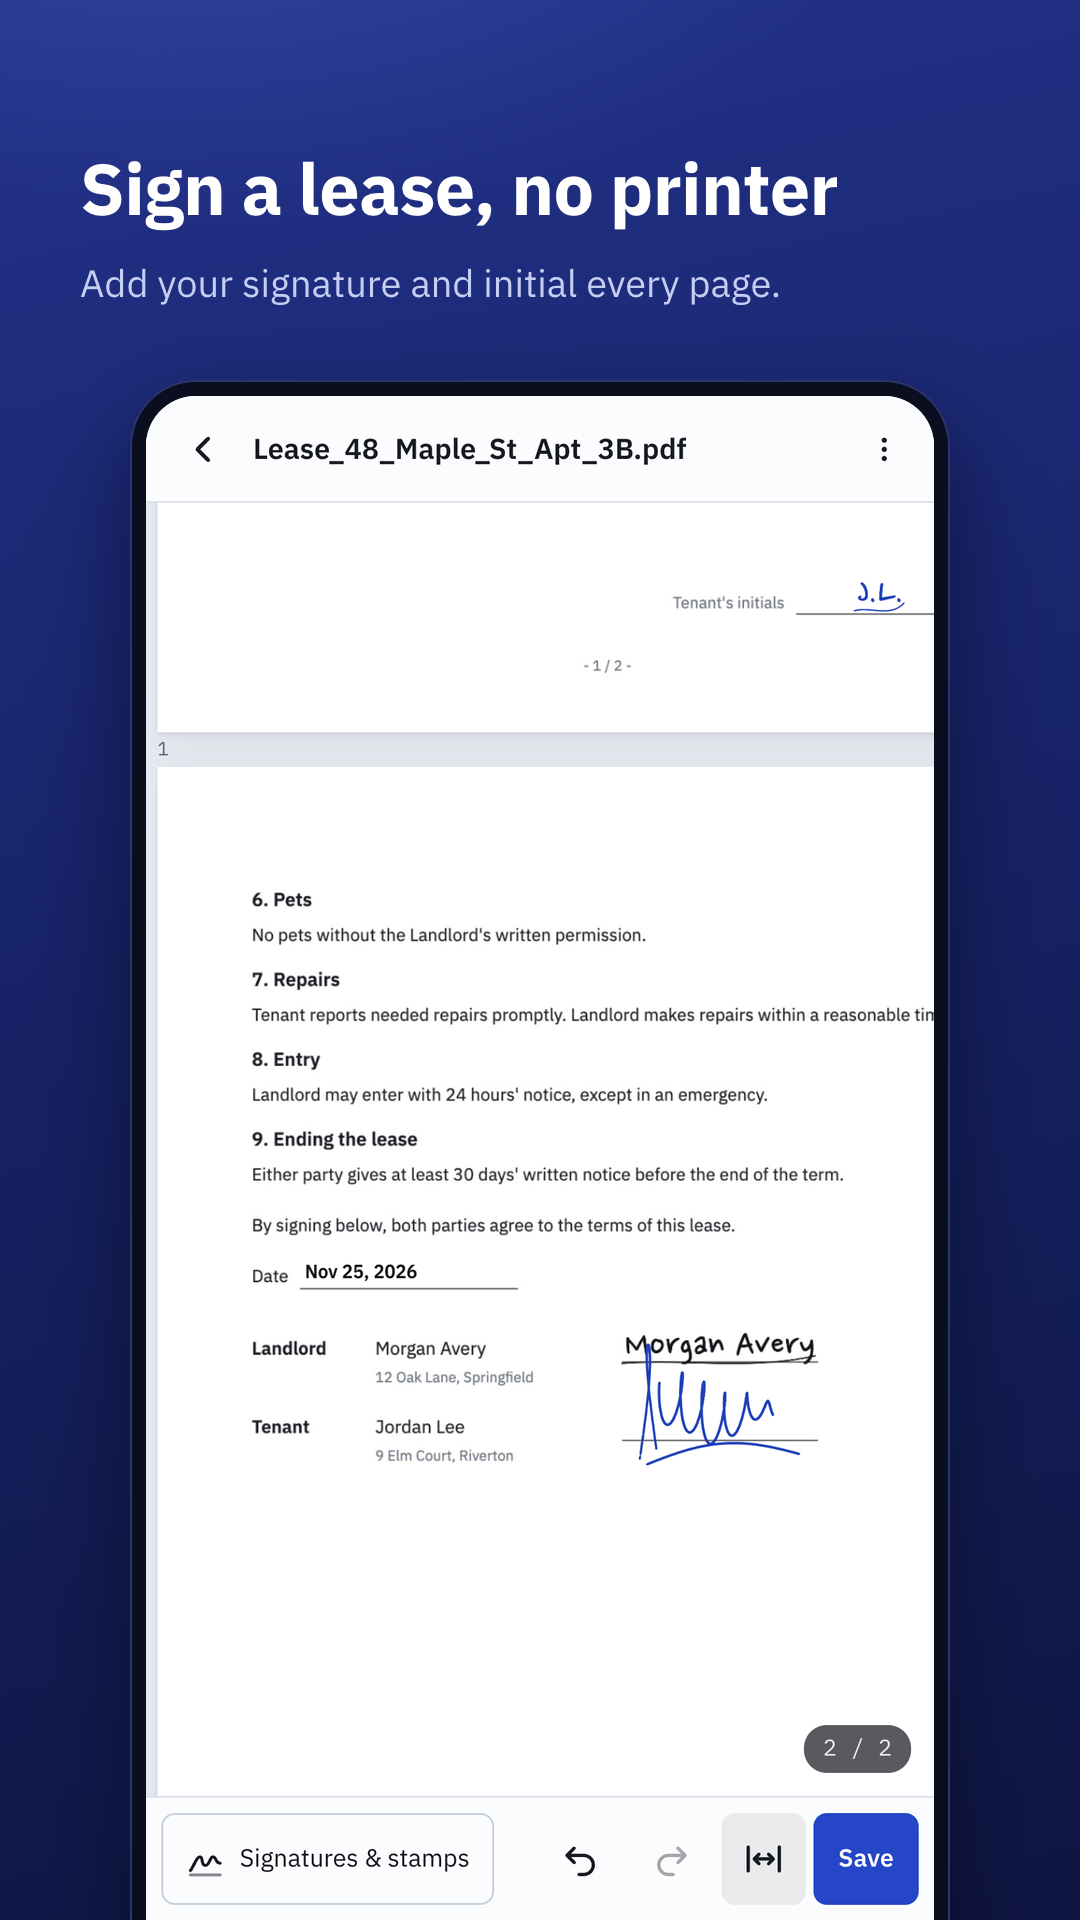 Sign a lease, no printer
Add your signature and initial every page.
Lease_48_Maple_St_Apt_3B.pdf
Tenant's initials J.L.
- 1 / 2 -
1
6. Pets
No pets without the Landlord's written permission.
7. Repairs
Tenant reports needed repairs promptly. Landlord makes repairs within a reasonable
8. Entry
Landlord may enter with 24 hours' notice, except in an emergency.
9. Ending the lease
Either party gives at least 30 days' written notice before the end of the term.
By signing below, both parties agree to the terms of this lease.
Date Nov 25, 2026
Landlord Morgan Avery Morgan Avery
12 Oak Lane, Springfield
Tenant Jordan Lee
9 Elm Court, Riverton
2 / 2
Signatures & stamps Save